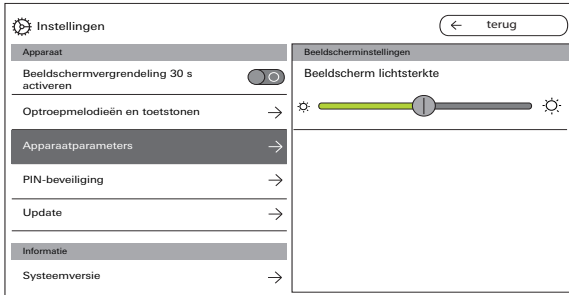 Instellingen
terug
Apparaat
Beeldschermvergrendeling 30 s
activeren
Optroepmelodieën en toetstonen
Apparaatparameters
PIN-beveiliging
Update
Informatie
Systeemversie
Beeldscherminstellingen
Beeldscherm lichtsterkte